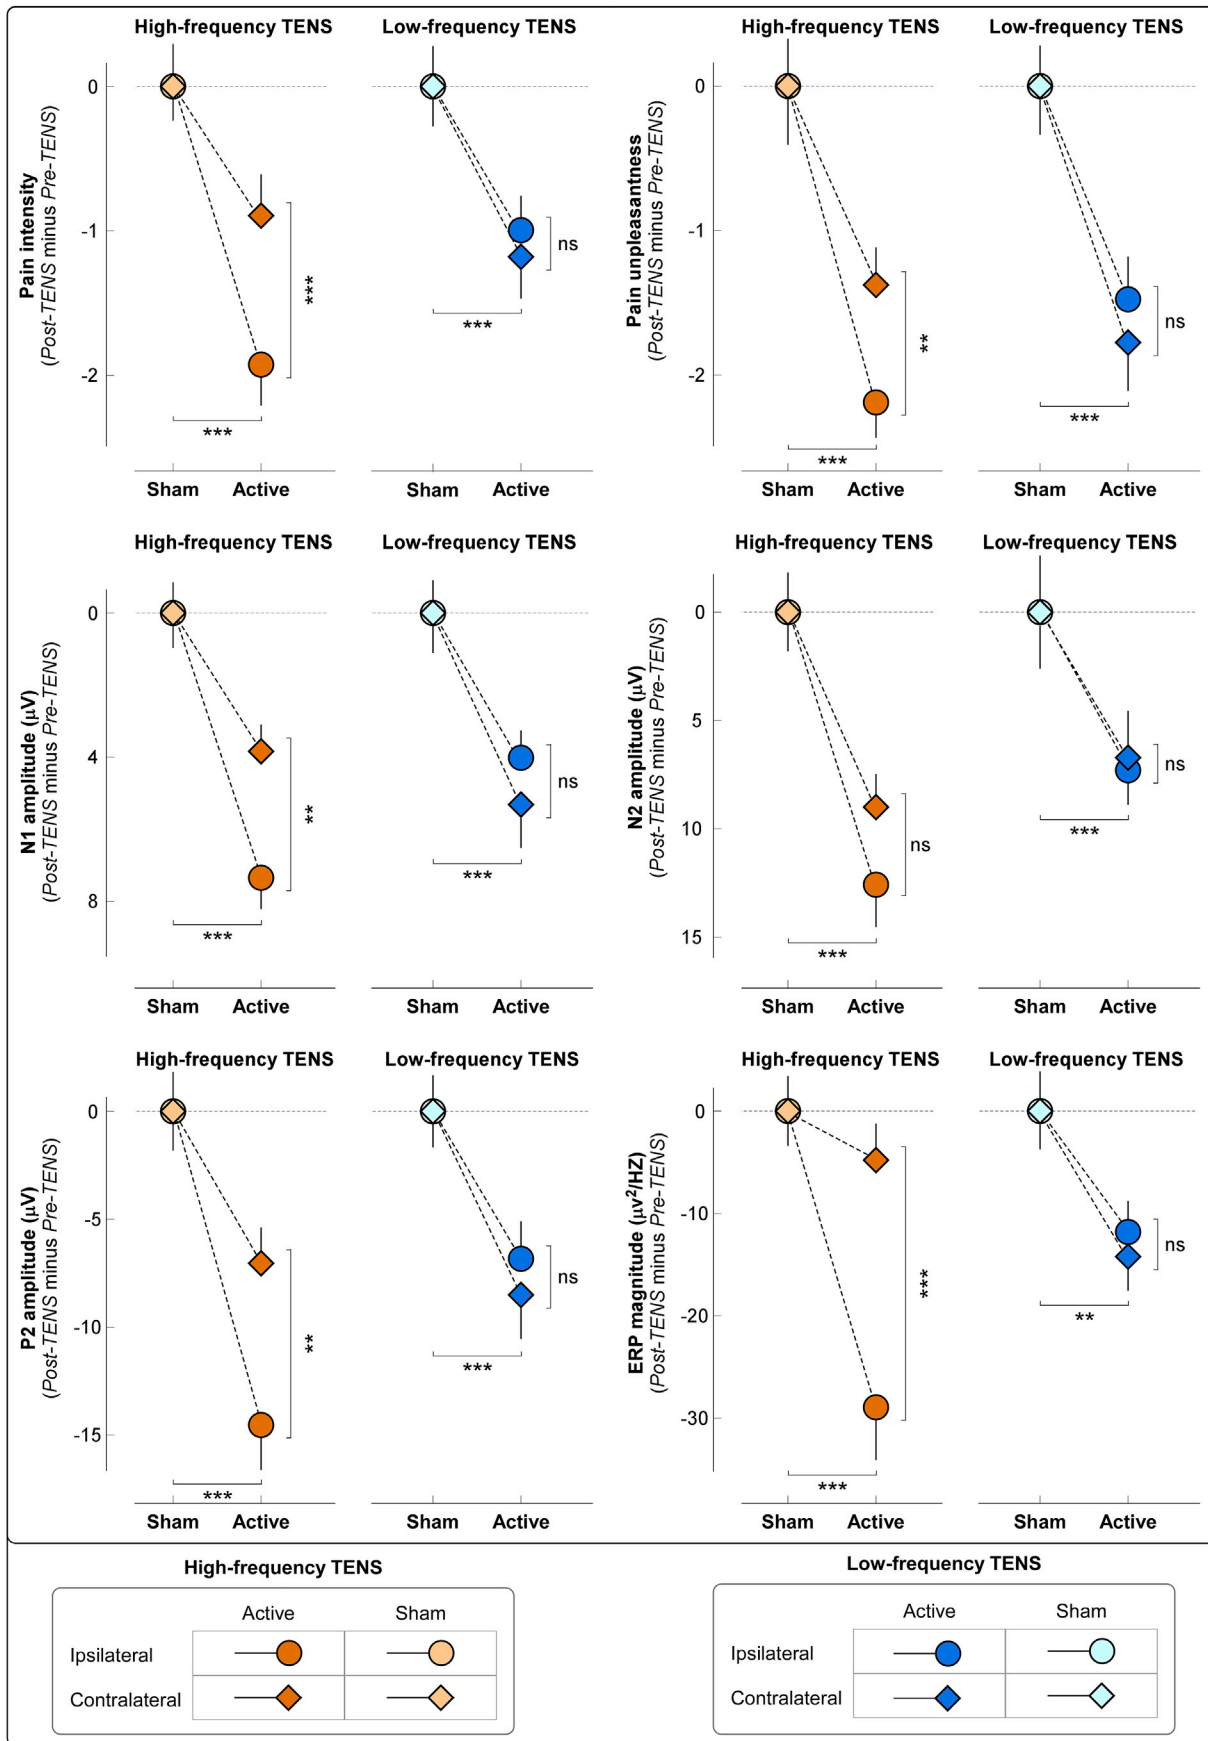 High-frequency TENS Low-frequency TENS High-frequency TENS Low-frequency TENS
Pain intensity
(Post-TENS minus Pre-TENS)
0
-1
-2
***
***
ns
***
Sham Active Sham Active
Pain unpleasantness
(Post-TENS minus Pre-TENS)
0
-1
-2
**
***
ns
***
Sham Active Sham Active
High-frequency TENS Low-frequency TENS High-frequency TENS Low-frequency TENS
N1 amplitude (μV)
(Post-TENS minus Pre-TENS)
0
4
8
**
***
ns
***
Sham Active Sham Active
N2 amplitude (μV)
(Post-TENS minus Pre-TENS)
0
5
10
15
ns
***
ns
***
Sham Active Sham Active
High-frequency TENS Low-frequency TENS High-frequency TENS Low-frequency TENS
P2 amplitude (μV)
(Post-TENS minus Pre-TENS)
0
-5
-10
-15
**
***
ns
***
Sham Active Sham Active
ERP magnitude (μv²/HZ)
(Post-TENS minus Pre-TENS)
0
-10
-20
-30
***
***
ns
**
Sham Active Sham Active
High-frequency TENS
Active Sham
Ipsilateral
Contralateral
Low-frequency TENS
Active Sham
Ipsilateral
Contralateral